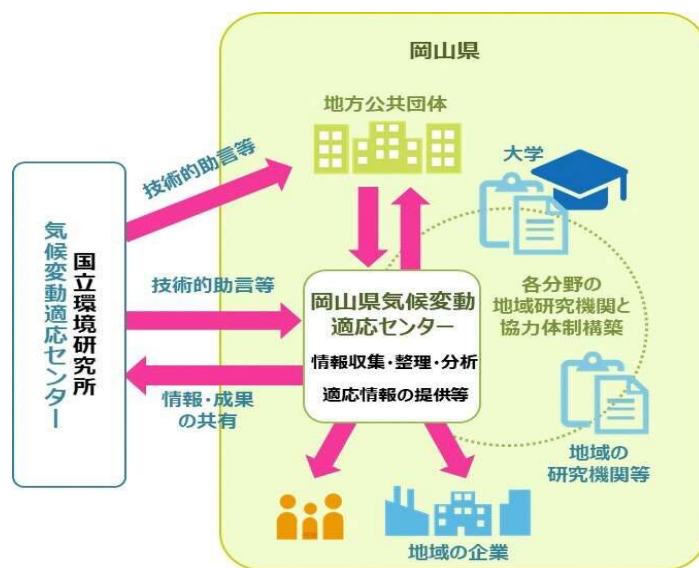 岡山県
地方公共団体
大学
技術的助言等
国立環境研究所
気候変動適応センター
技術的助言等
情報・成果
の共有
岡山県気候変動
適応センター
情報収集・整理・分析
適応情報の提供等
各分野の
地域研究機関と
協力体制構築
地域の
研究機関等
地域の企業